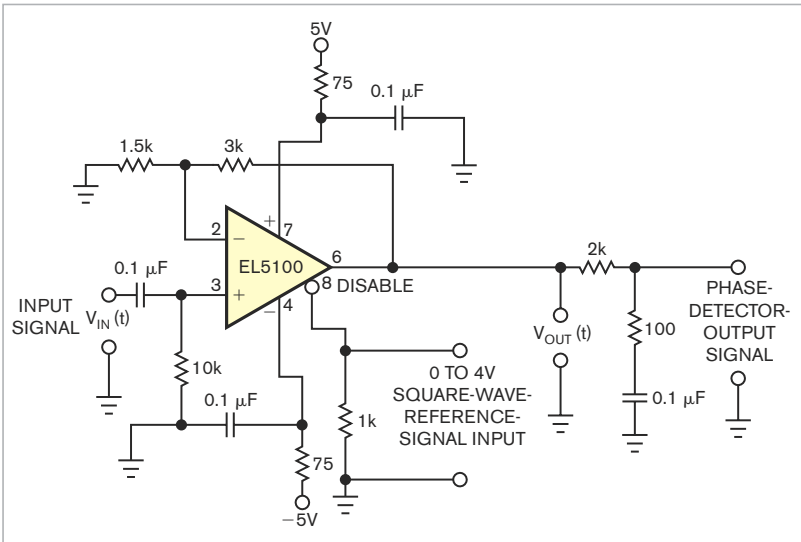 5V
75
0.1 μF
1.5k
3k
+
7
2
−
EL5100
6
0.1 μF
3
+
8
DISABLE
4
−
INPUT
SIGNAL
V_IN (t)
10k
0.1 μF
75
−5V
1k
0 TO 4V
SQUARE-WAVE-
REFERENCE-
SIGNAL INPUT
2k
V_OUT (t)
100
0.1 μF
PHASE-
DETECTOR-
OUTPUT
SIGNAL